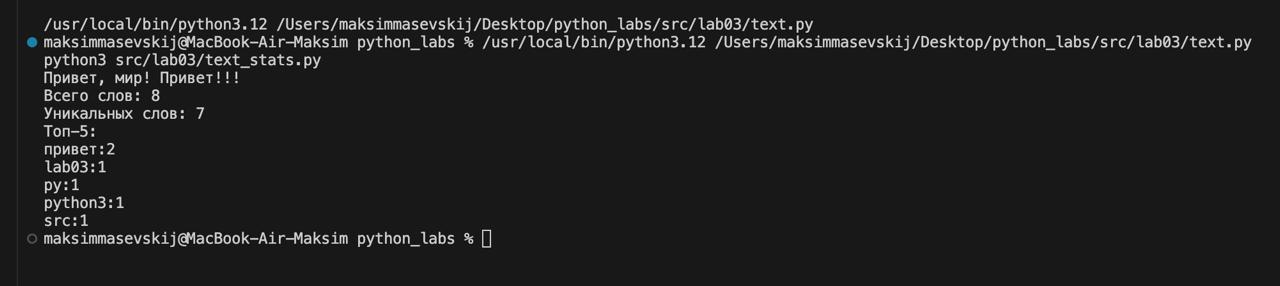 /usr/local/bin/python3.12 /Users/maksimmasevskij/Desktop/python_labs/src/lab03/text.py
maksimmasevskij@MacBook-Air-Maksim python_labs % /usr/local/bin/python3.12 /Users/maksimmasevskij/Desktop/python_labs/src/lab03/text.py
python3 src/lab03/text_stats.py
Привет, мир! Привет!!!
Всего слов: 8
Уникальных слов: 7
Топ-5:
привет:2
lab03:1
py:1
python3:1
src:1
maksimmasevskij@MacBook-Air-Maksim python_labs %